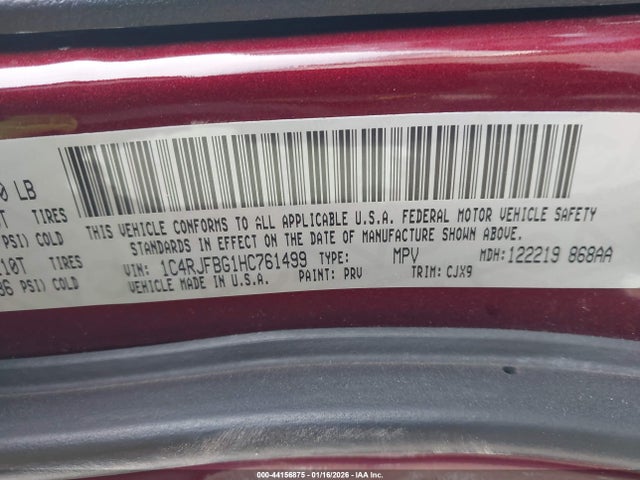 0 LB
0T TIRES
PSI) COLD
10T TIRES
36 PSI) COLD
THIS VEHICLE CONFORMS TO ALL APPLICABLE U.S.A. FEDERAL MOTOR VEHICLE SAFETY
STANDARDS IN EFFECT ON THE DATE OF MANUFACTURE SHOWN ABOVE.
VIN: 1C4RJFBG1HC761499 TYPE: MPV MDH: 122219 868AA
VEHICLE MADE IN U.S.A. PAINT: PRV TRIM: CJX9
000-44156875 - 01/16/2026 - IAA Inc.